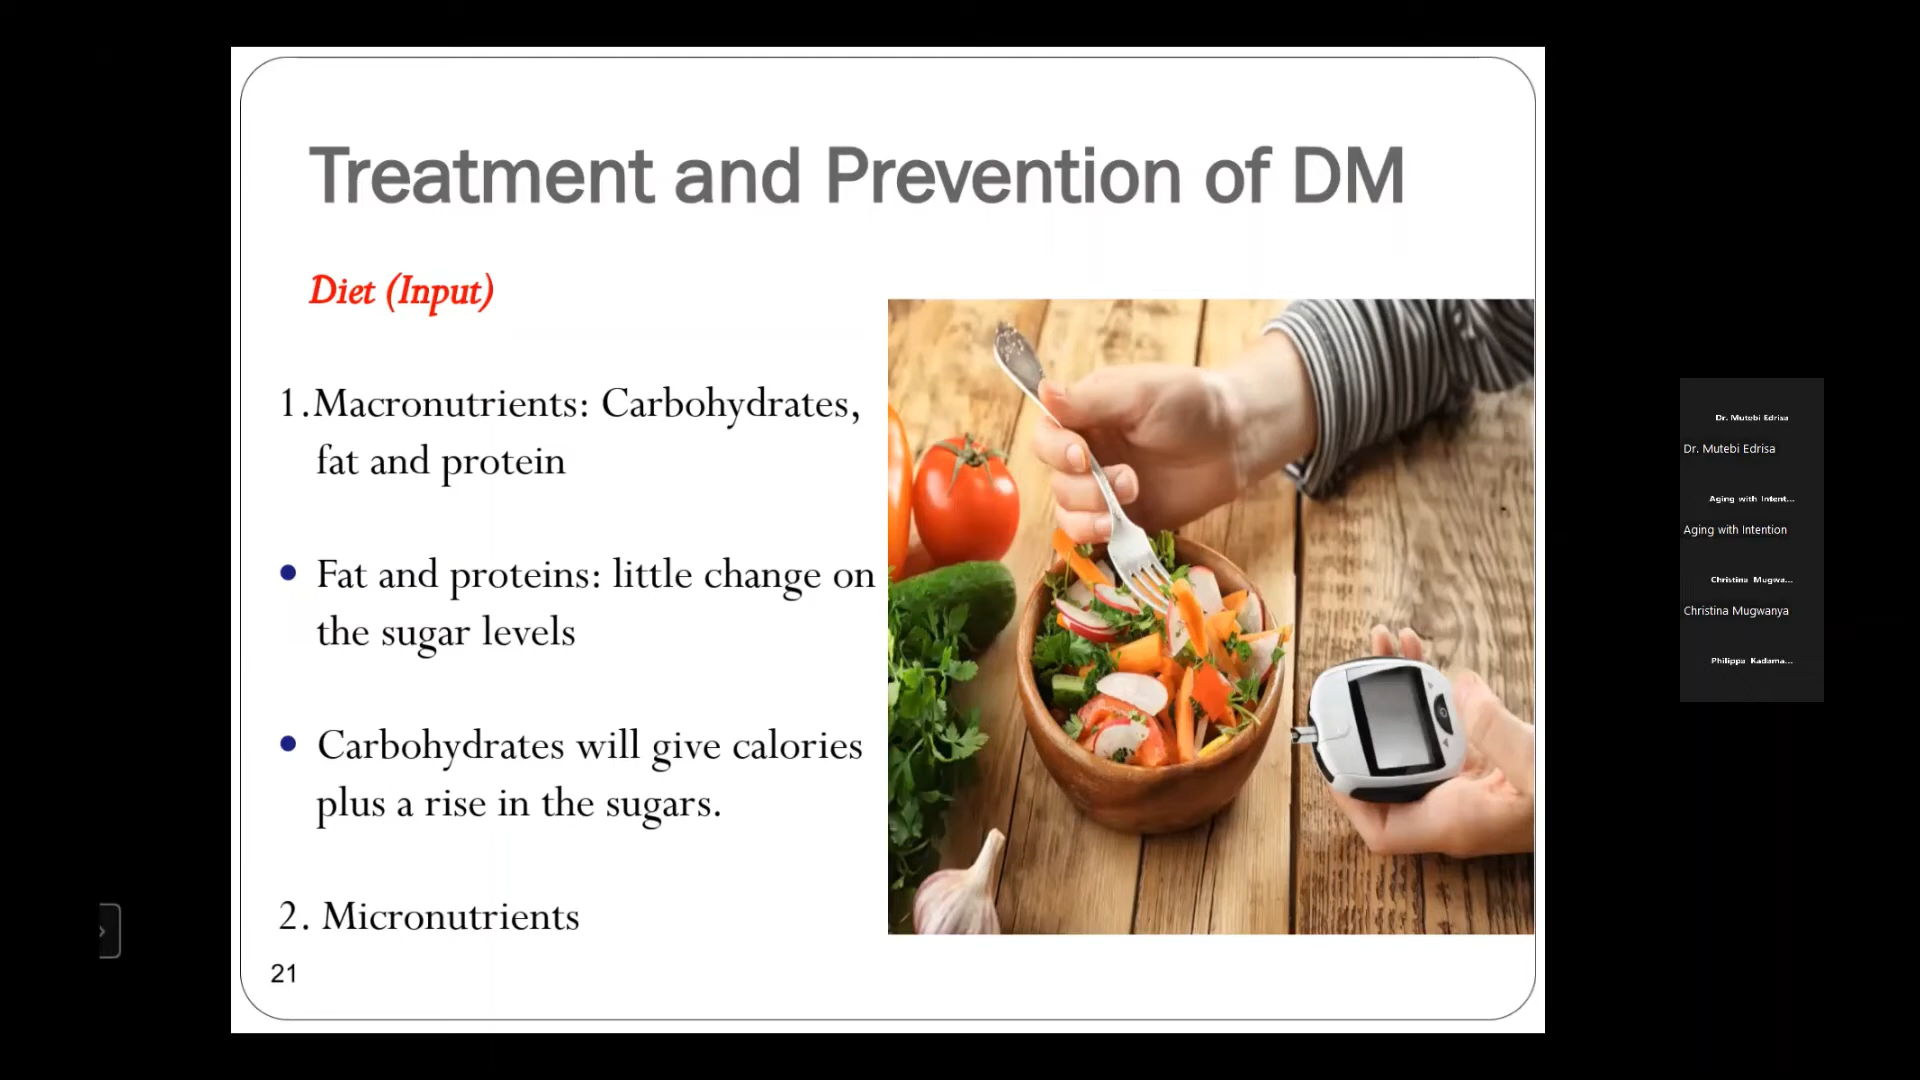 Treatment and Prevention of DM
Diet (Input)
1.Macronutrients: Carbohydrates,
fat and protein
• Fat and proteins: little change on
the sugar levels
• Carbohydrates will give calories
plus a rise in the sugars.
2. Micronutrients
21
Dr. Mutebi Edrisa
Dr. Mutebi Edrisa
Aging with Intent...
Aging with Intention
Christina Mugwa...
Christina Mugwanya
Philippa Kadama...